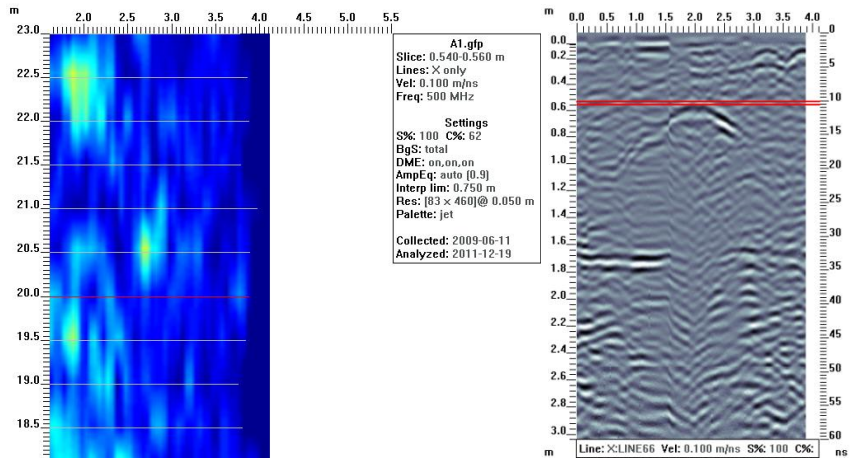 m
2.0 2.5 3.0 3.5 4.0 4.5 5.0 5.5
23.0
22.5
22.0
21.5
21.0
20.5
20.0
19.5
19.0
18.5
A1.gfp
Slice: 0.540-0.560 m
Lines: X only
Vel: 0.100 m/ns
Freq: 500 MHz
Settings
S%: 100 C%: 62
BgS: total
DME: on,on,on
AmpEq: auto (0.9)
Interp lim: 0.750 m
Res: [83 x 460]@ 0.050 m
Palette: jet
Collected: 2009-06-11
Analyzed: 2011-12-19
m
0.0 0.5 1.0 1.5 2.0 2.5 3.0 3.5 4.0
0.0
0.2
0.4
0.6
0.8
1.0
1.2
1.4
1.6
1.8
2.0
2.2
2.4
2.6
2.8
3.0
m
0
5
10
15
20
25
30
35
40
45
50
55
60
ns
Line: X:LINE66 Vel: 0.100 m/ns S%: 100 C%: